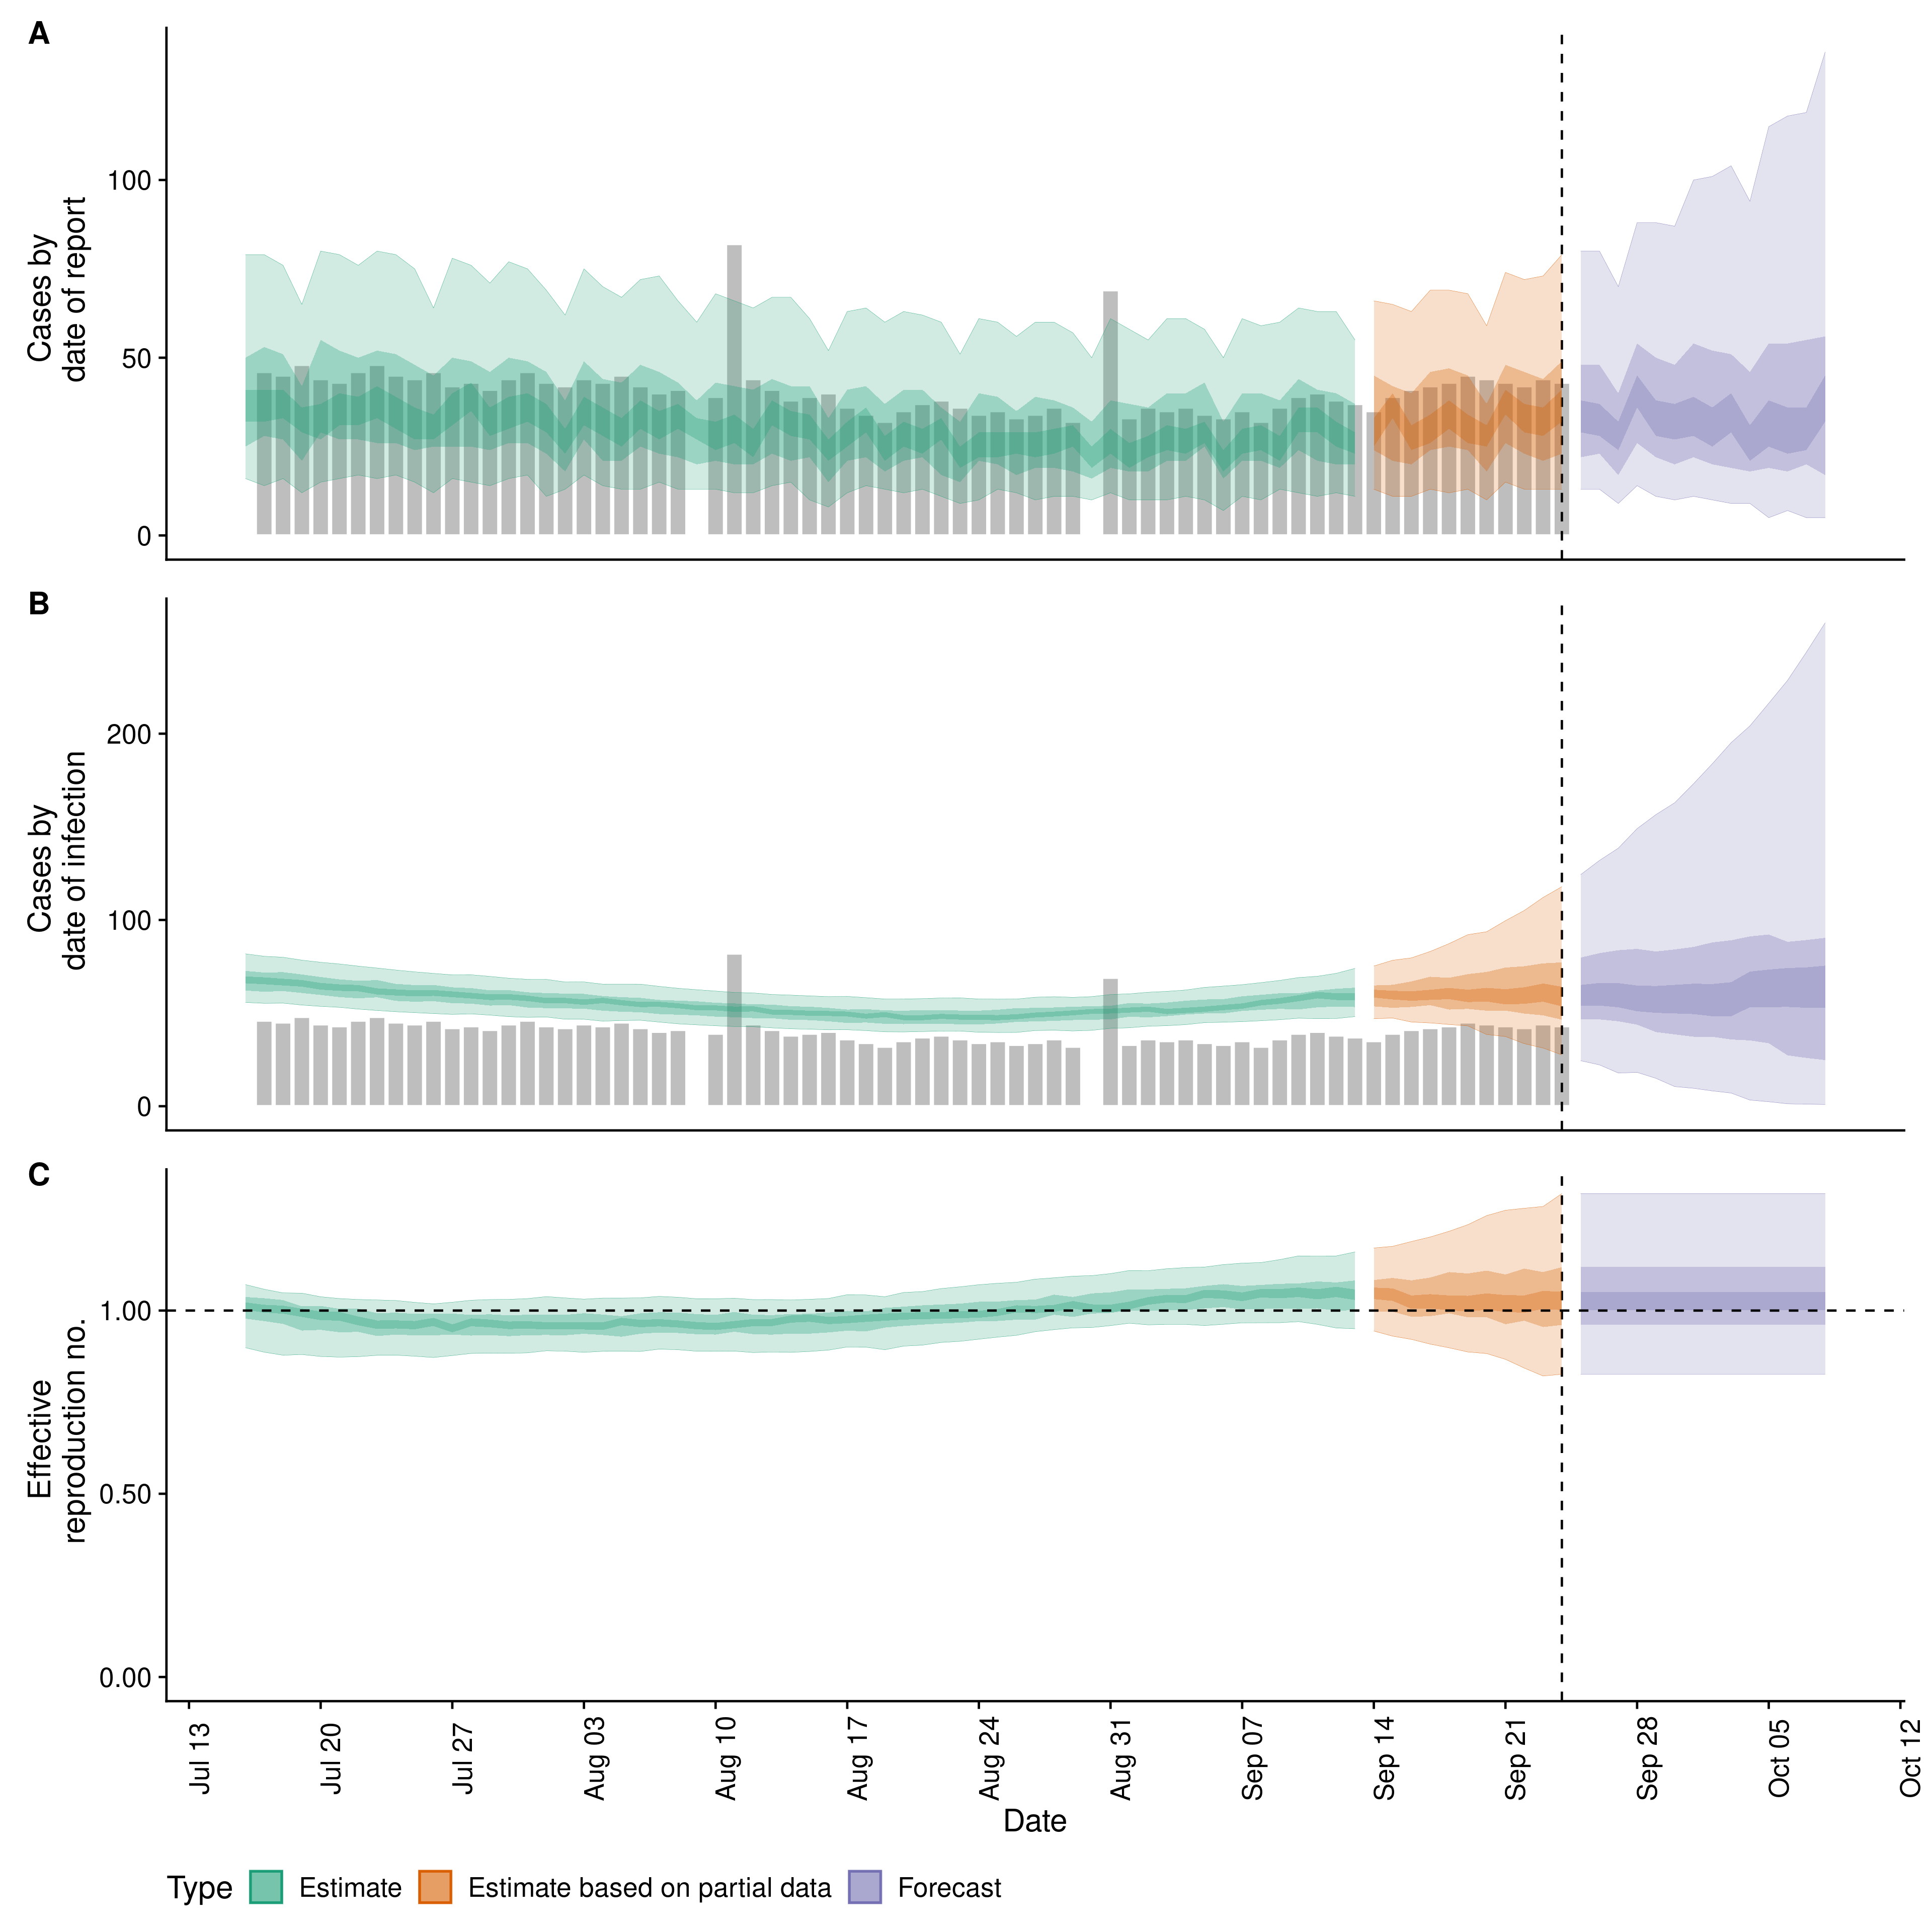 A
Cases by
date of report
100
50
0
B
Cases by
date of infection
200
100
0
C
Effective
reproduction no.
1.00
0.50
0.00
Jul 13
Jul 20
Jul 27
Aug 03
Aug 10
Aug 17
Aug 24
Aug 31
Sep 07
Sep 14
Sep 21
Sep 28
Oct 05
Oct 12
Date
Type Estimate Estimate based on partial data Forecast